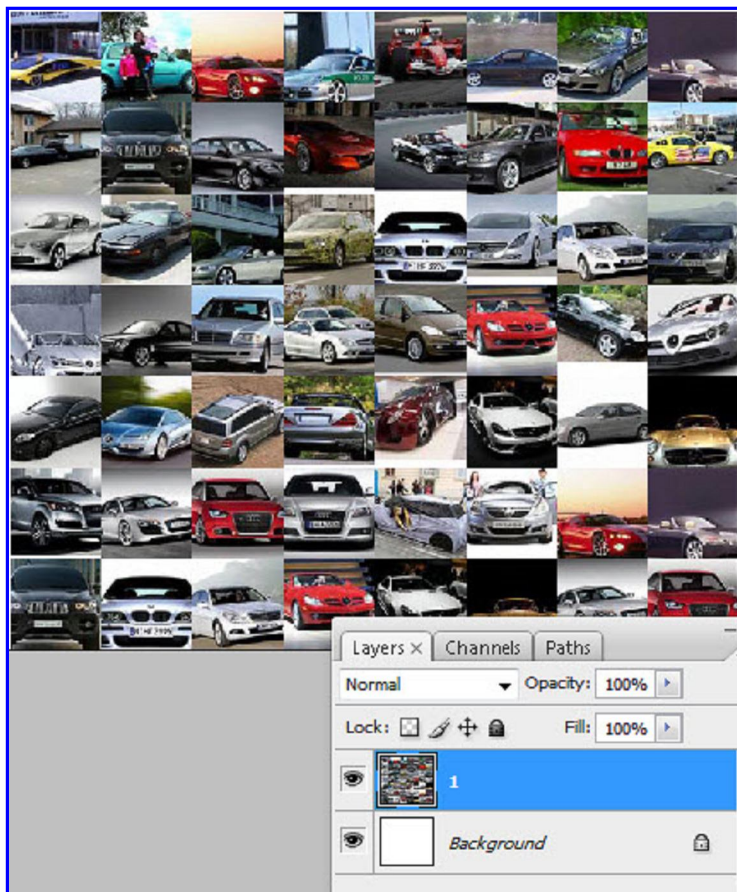 Layers × Channels Paths
Normal Opacity: 100%
Lock: Fill: 100%
1
Background